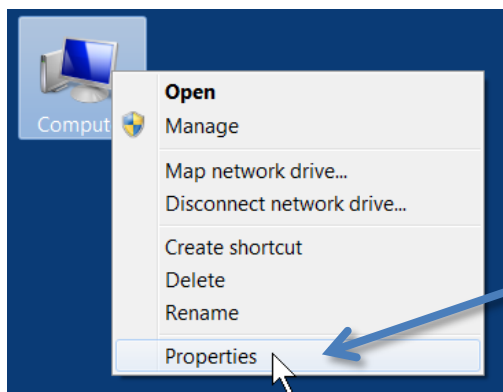 Comput
Open
Manage
Map network drive...
Disconnect network drive...
Create shortcut
Delete
Rename
Properties